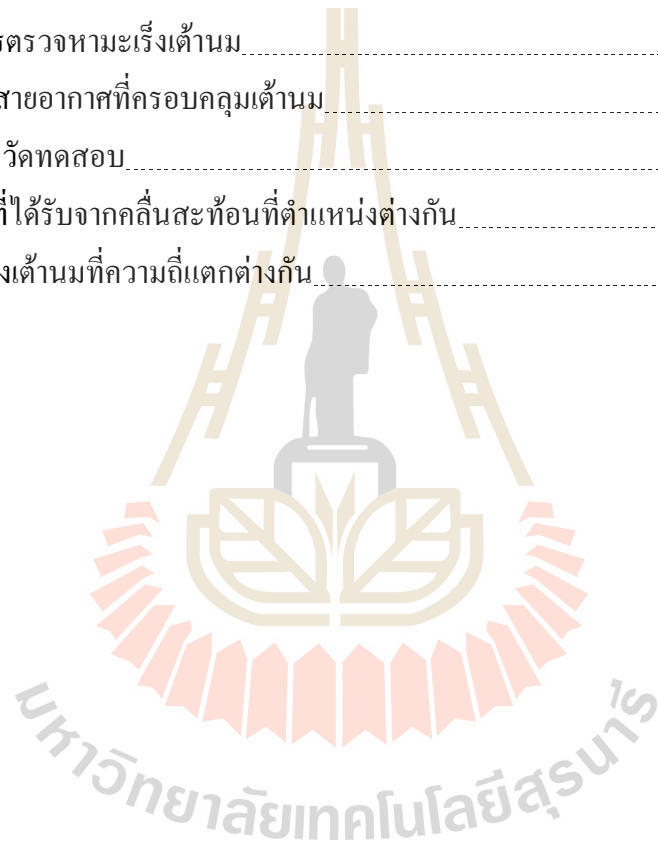 รตรวจหามะเร็งเต้านม
สายอากาศที่ครอบคลุมเต้านม
วัดทดสอบ
ที่ได้รับจากคลื่นสะท้อนที่ตำแหน่งต่างกัน
งเต้านมที่ความถี่แตกต่างกัน
มหาวิทยาลัยเทคโนโลยีสุรนารี